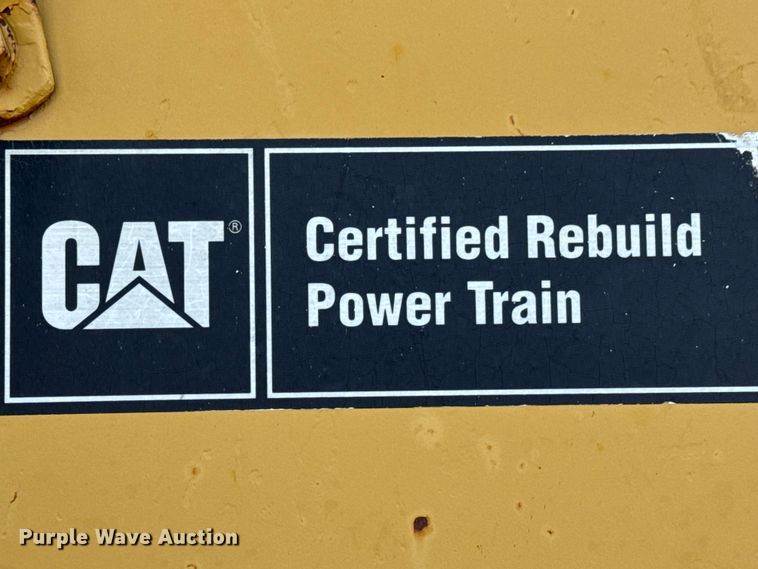 CAT®
Certified Rebuild
Power Train
Purple Wave Auction